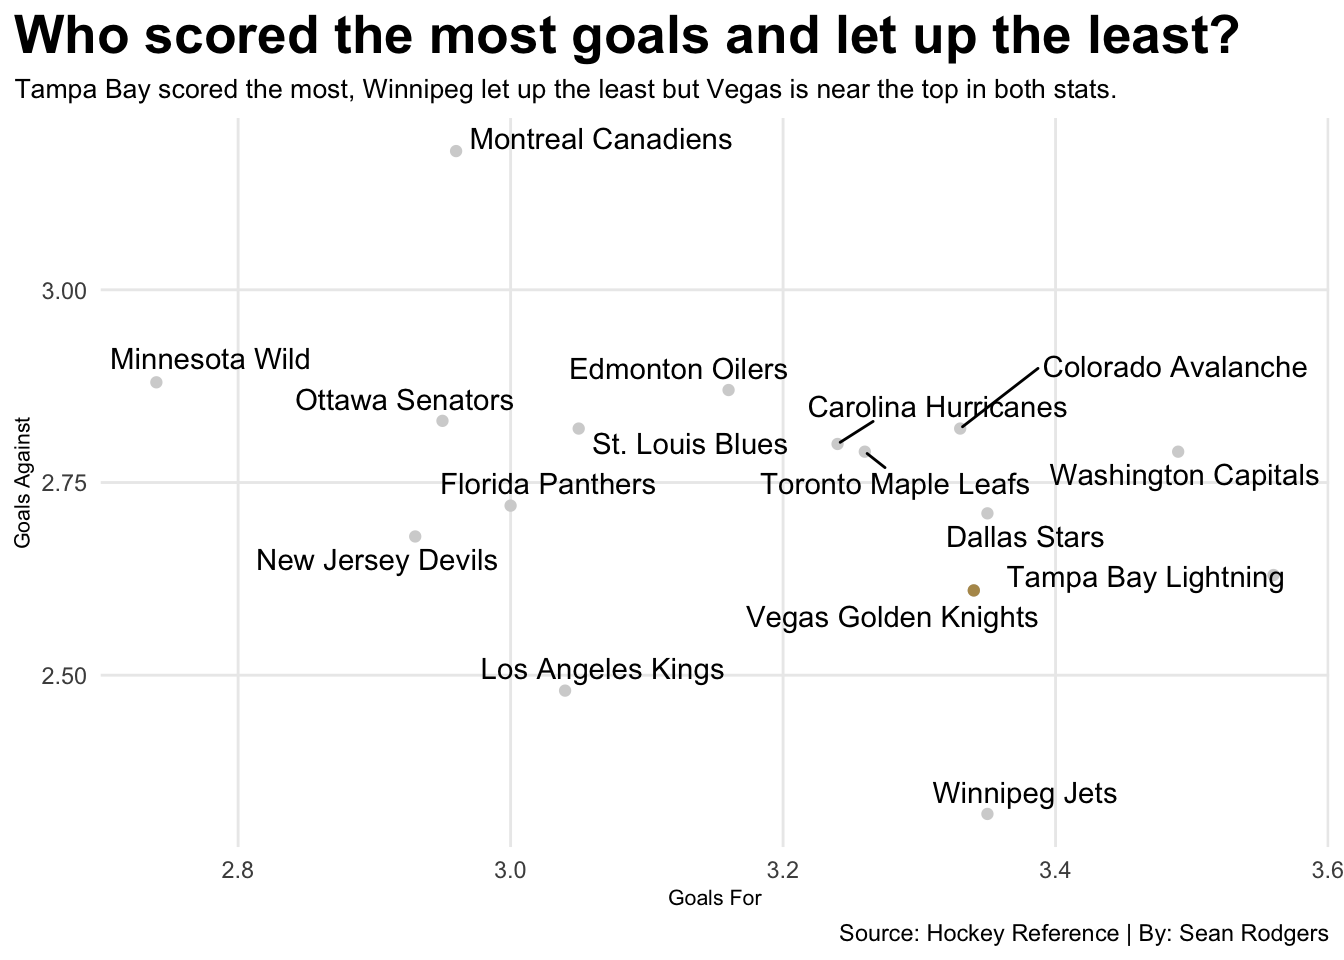 Who scored the most goals and let up the least?
Tampa Bay scored the most, Winnipeg let up the least but Vegas is near the top in both stats.
Montreal Canadiens
3.00
Minnesota Wild
Edmonton Oilers
Colorado Avalanche
Ottawa Senators
Carolina Hurricanes
St. Louis Blues
Washington Capitals
Goals Against
2.75
Florida Panthers
Toronto Maple Leafs
Dallas Stars
New Jersey Devils
Tampa Bay Lightning
Vegas Golden Knights
2.50
Los Angeles Kings
Winnipeg Jets
2.8
3.0
3.2
3.4
3.6
Goals For
Source: Hockey Reference | By: Sean Rodgers